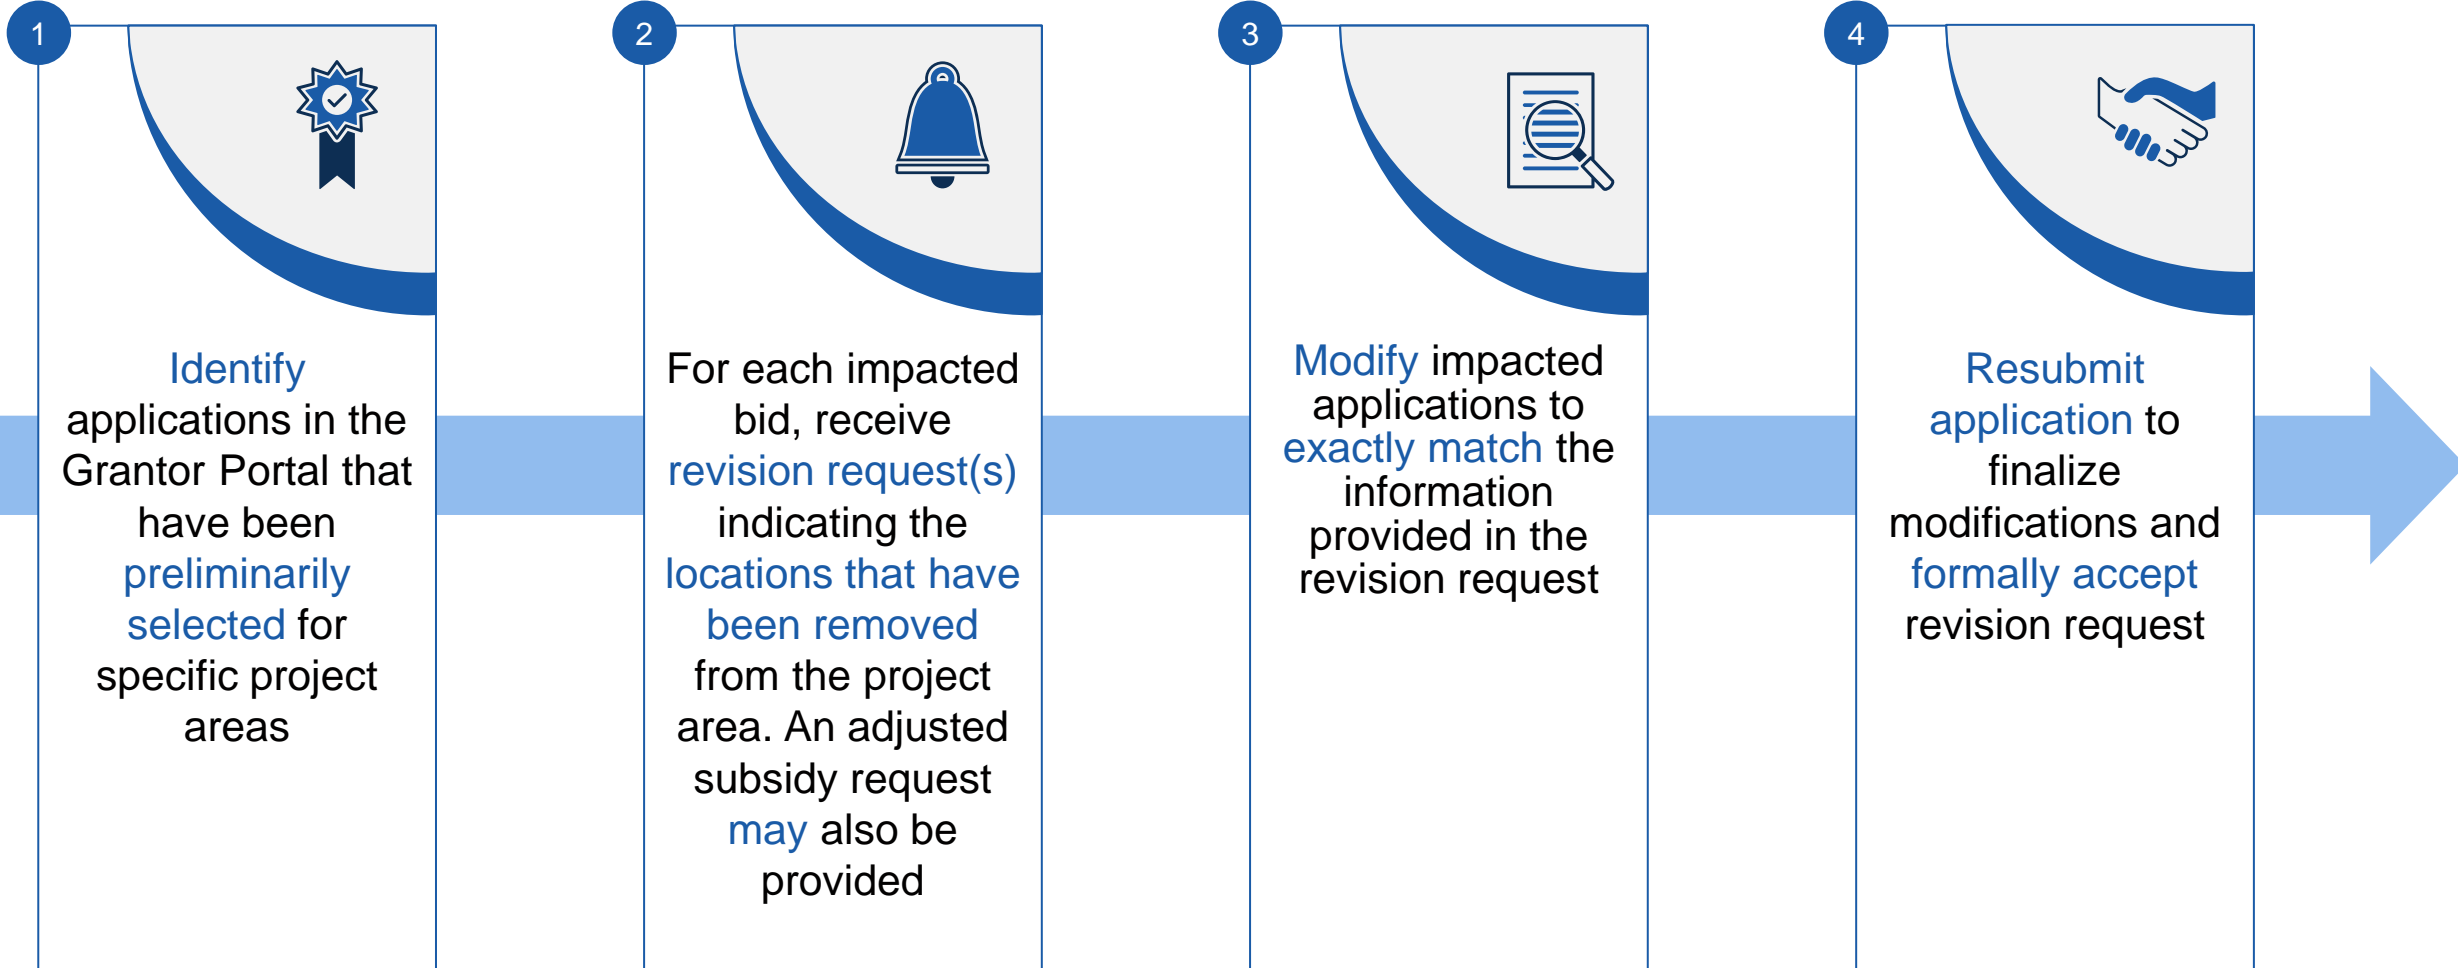 1
Identify
applications in the
Grantor Portal that
have been
preliminarily
selected for
specific project
areas
2
For each impacted
bid, receive
revision request(s)
indicating the
locations that have
been removed
from the project
area. An adjusted
subsidy request
may also be
provided
3
Modify impacted
applications to
exactly match the
information
provided in the
revision request
4
Resubmit
application to
finalize
modifications and
formally accept
revision request